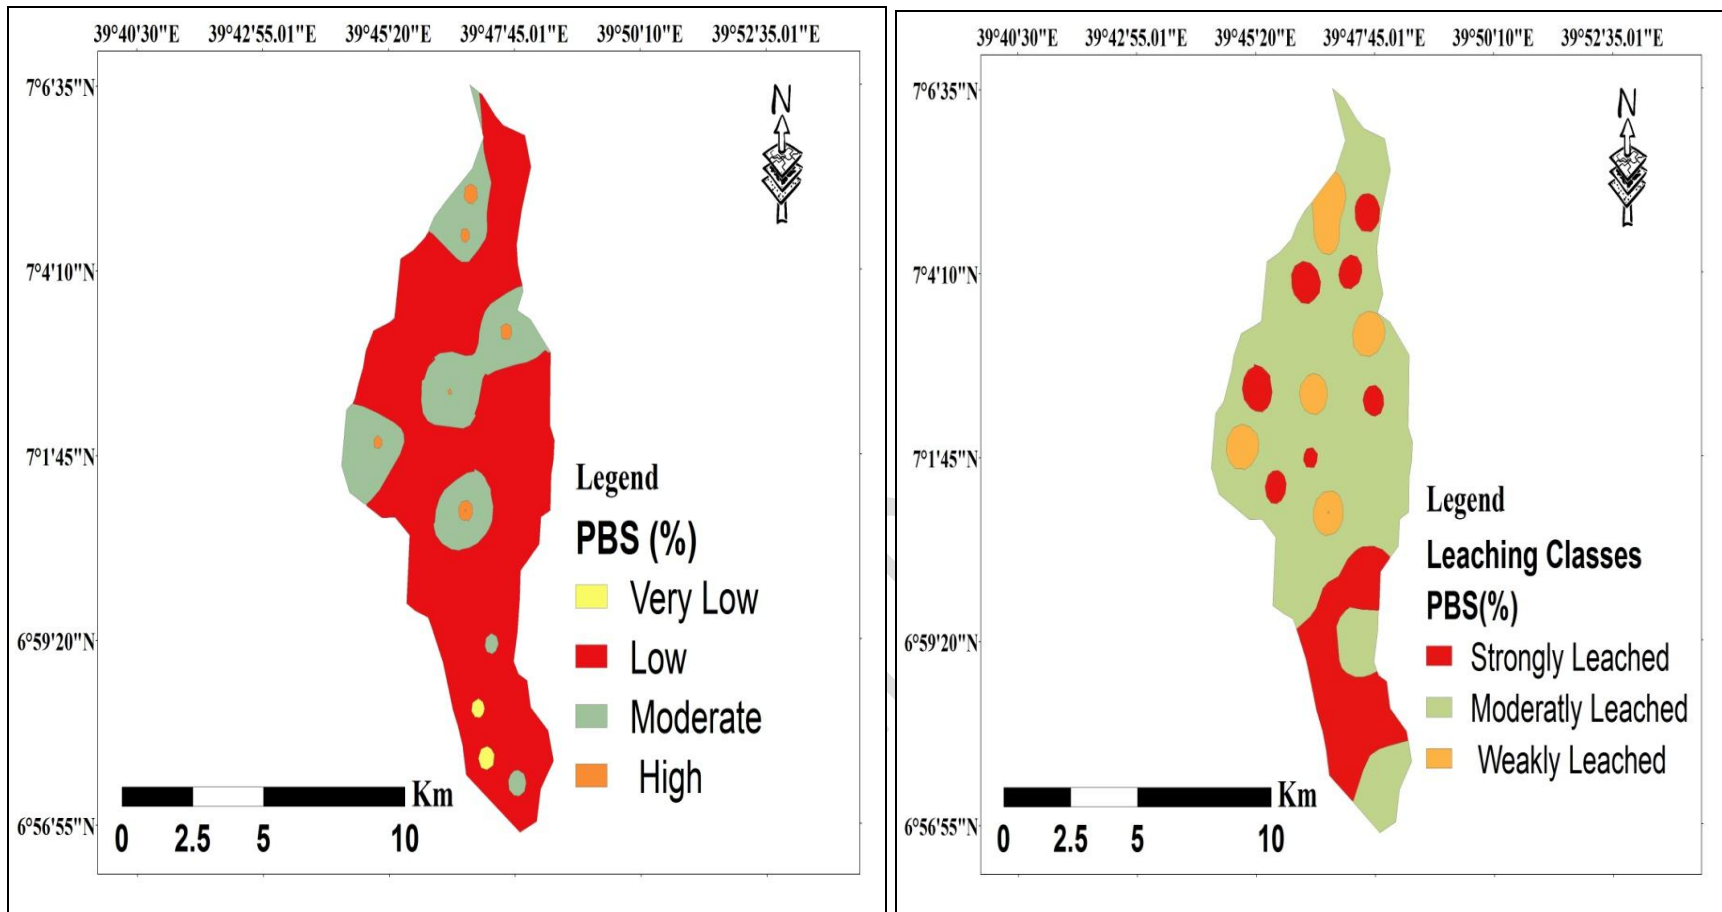 39°40'30"E 39°42'55.01"E 39°45'20"E 39°47'45.01"E 39°50'10"E 39°52'35.01"E
7°6'35"N
N
7°4'10"N
7°1'45"N
6°59'20"N
6°56'55"N
Legend
PBS (%)
Very Low
Low
Moderate
High
Km
0 2.5 5 10
39°40'30"E 39°42'55.01"E 39°45'20"E 39°47'45.01"E 39°50'10"E 39°52'35.01"E
7°6'35"N
N
7°4'10"N
7°1'45"N
6°59'20"N
6°56'55"N
Legend
Leaching Classes
PBS(%)
Strongly Leached
Moderatly Leached
Weakly Leached
Km
0 2.5 5 10